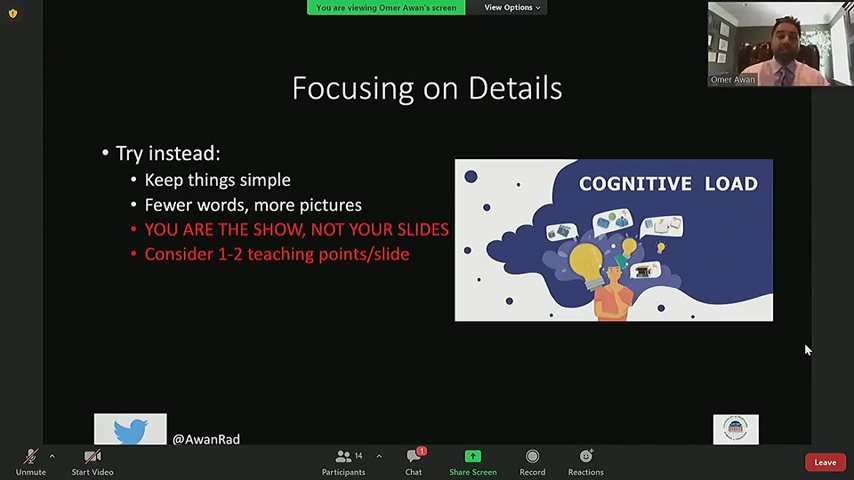 You are viewing Omer Awan's screen
View Options
Omer Awan
Focusing on Details
• Try instead:
• Keep things simple
• Fewer words, more pictures
• YOU ARE THE SHOW, NOT YOUR SLIDES
• Consider 1-2 teaching points/slide
COGNITIVE LOAD
@AwanRad
Unmute
Start Video
14
Participants
1
Chat
Share Screen
Record
Reactions
Leave